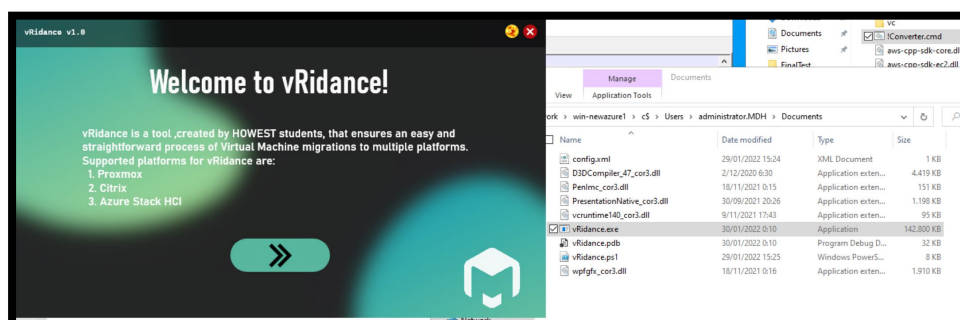 vRidance v1.0
Welcome to vRidance!
vRidance is a tool ,created by HOWEST students, that ensures an easy and
straightforward process of Virtual Machine migrations to multiple platforms.
Supported platforms for vRidance are:
1. Proxmox
2. Citrix
3. Azure Stack HCI
Documents
Pictures
FinalTest
vc
!Converter.cmd
aws-cpp-sdk-core.dl
aws-cpp-sdk-ec2.dll
Manage
Documents
View
Application Tools
ork › win-newazure1 › c$ › Users › administrator.MDH › Documents
Name Date modified Type Size
config.xml 29/01/2022 15:24 XML Document 1 KB
D3DCompiler_47_cor3.dll 2/12/2020 6:30 Application exten... 4.419 KB
PenImc_cor3.dll 18/11/2021 0:15 Application exten... 151 KB
PresentationNative_cor3.dll 30/09/2021 20:26 Application exten... 1.198 KB
vcruntime140_cor3.dll 9/11/2021 17:43 Application exten... 95 KB
vRidance.exe 30/01/2022 0:10 Application 142.800 KB
vRidance.pdb 30/01/2022 0:10 Program Debug D... 32 KB
vRidance.ps1 29/01/2022 15:25 Windows PowerS... 8 KB
wpfgfx_cor3.dll 18/11/2021 0:16 Application exten... 1.910 KB